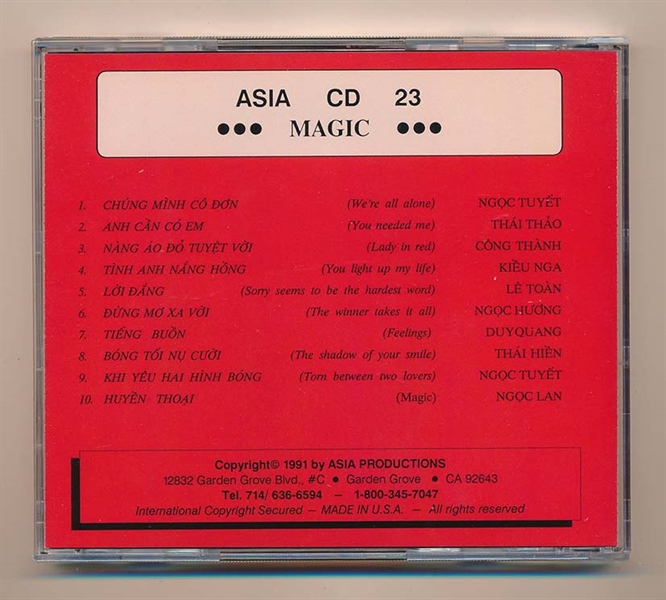 ASIA CD 23
●●● MAGIC ●●●
1. CHÚNG MÌNH CÔ ĐƠN (We're all alone) NGỌC TUYẾT
2. ANH CẦN CÓ EM (You needed me) THÁI THẢO
3. NÀNG ÁO ĐỎ TUYỆT VỜI (Lady in red) CÔNG THÀNH
4. TÌNH ANH NẮNG HỒNG (You light up my life) KIỀU NGA
5. LỜI ĐẮNG (Sorry seems to be the hardest word) LÊ TOÀN
6. ĐỪNG MƠ XA VỜI (The winner takes it all) NGỌC HƯƠNG
7. TIẾNG BUỒN (Feelings) DUYQUANG
8. BÓNG TỐI NỤ CƯỜI (The shadow of your smile) THÁI HIỀN
9. KHI YÊU HAI HÌNH BÓNG (Torn between two lovers) NGỌC TUYẾT
10. HUYỀN THOẠI (Magic) NGỌC LAN
Copyright© 1991 by ASIA PRODUCTIONS
12832 Garden Grove Blvd., #C ● Garden Grove ● CA 92643
Tel. 714/ 636-6594 – 1-800-345-7047
International Copyright Secured – MADE IN U.S.A. – All rights reserved